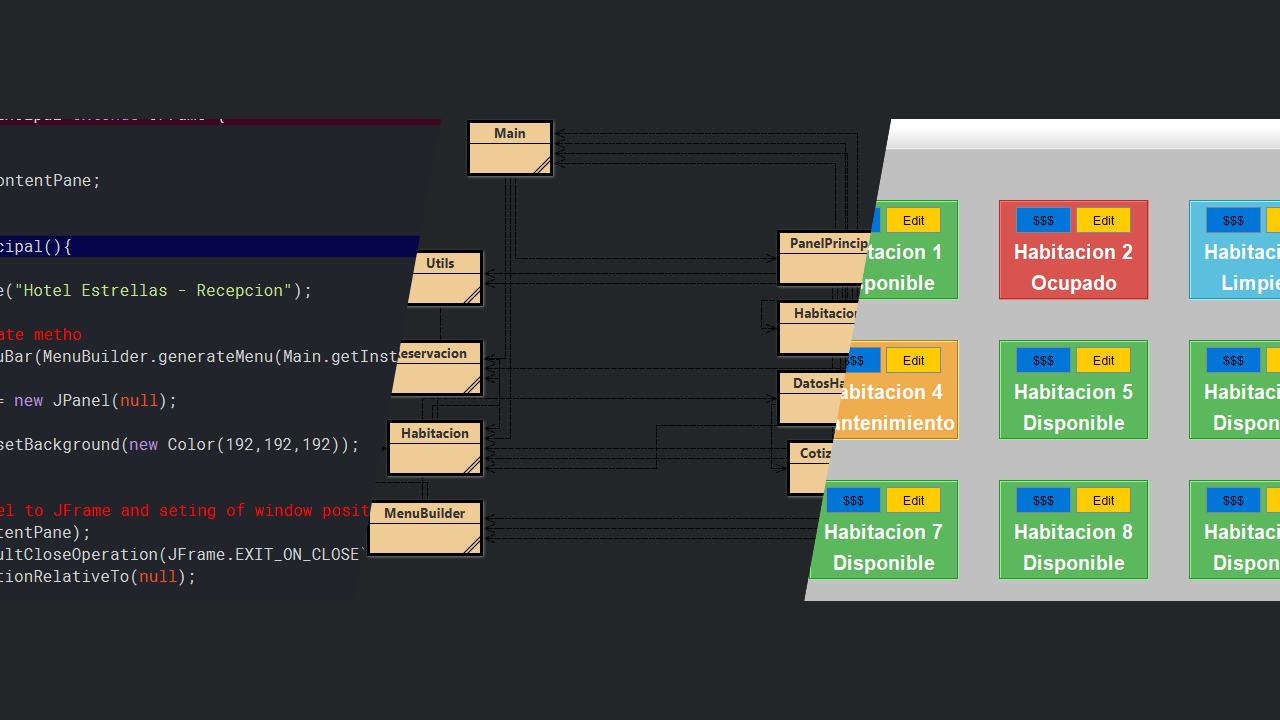 ontentPane;
cipal(){
e("Hotel Estrellas - Recepcion");
ate metho
uBar(MenuBuilder.generateMenu(Main.getInst
= new JPanel(null);
setBackground(new Color(192,192,192));
el to JFrame and seting of window posit
tentPane);
ultCloseOperation(JFrame.EXIT_ON_CLOSE
tionRelativeTo(null);
Main
Utils
eservacion
Habitacion
MenuBuilder
PanelPrincip
Habitacion
DatosHa
Cotiz
Edit
tacion 1
ponible
$$$ Edit
Habitacion 2
Ocupado
$$$
Habitaci
Limpie
$$ Edit
abitacion 4
antenimiento
$$$ Edit
Habitacion 5
Disponible
$$$
Habitaci
Dispon
$$$ Edit
Habitacion 7
Disponible
$$$ Edit
Habitacion 8
Disponible
$$$
Habitaci
Dispon